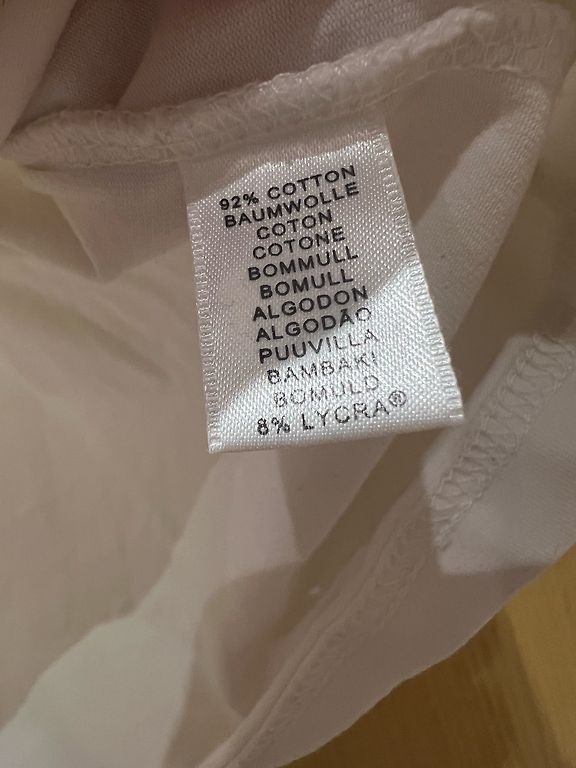 92% COTTON
BAUMWOLLE
COTON
COTONE
BOMMULL
BOMULL
ALGODON
ALGODÃO
PUUVILLA
BAMBAKI
BOMULD
8% LYCRA®